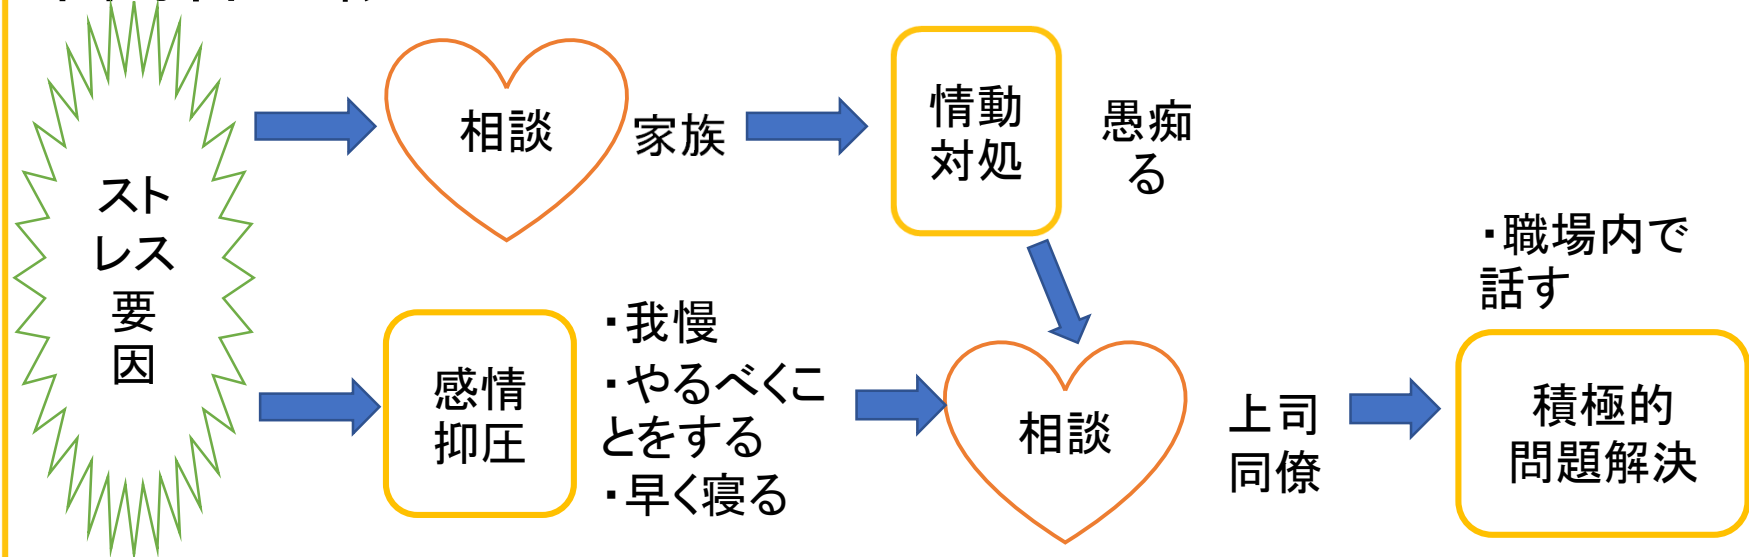 スト
レス
要
因
相談
家族
情動
対処
愚痴
る
感情
抑圧
・我慢
・やるべくこ
とをする
・早く寝る
相談
上司
同僚
・職場内で
話す
積極的
問題解決